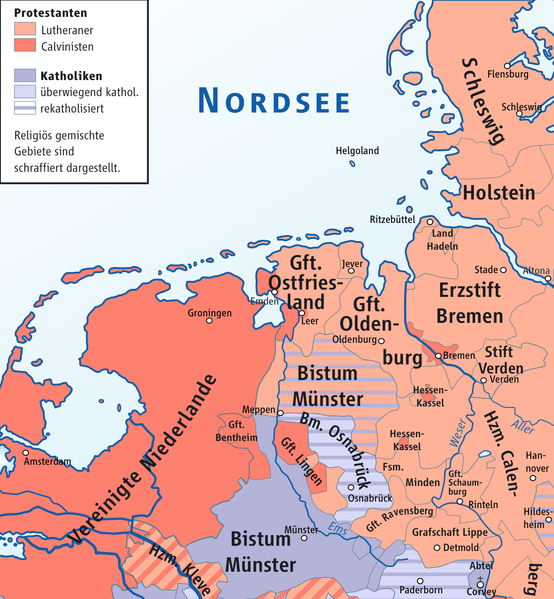 Protestanten
Lutheraner
Calvinisten
Katholiken
überwiegend kathol.
rekatholisiert
Religiös gemischte
Gebiete sind
schraffiert dargestellt.
NORDSEE
Schleswig
Flensburg
Schleswig
Helgoland
Holstein
Ritzebüttel
Land
Hadeln
Stade
Altona
Gft.
Ostfries-
land
Jever
Emden
Leer
Gft.
Olden-
burg
Oldenburg
Erzstift
Bremen
Bremen
Stift
Verden
Verden
Groningen
Bistum
Münster
Hessen-
Kassel
Meppen
Gft.
Bentheim
Bm. Osnabrück
Gft. Lingen
Hessen-
Kassel
Weser
Aller
Hzm. Calen-
berg
Han-
nover
Amsterdam
Vereinigte Niederlande
Fsm.
Minden
Gft.
Schaum-
burg
Osnabrück
Rinteln
Hildes-
heim
Gft. Ravensberg
Ems
Grafschaft Lippe
Detmold
Münster
Bistum
Münster
Hzm. Kleve
Abtei
Corvey
Paderborn